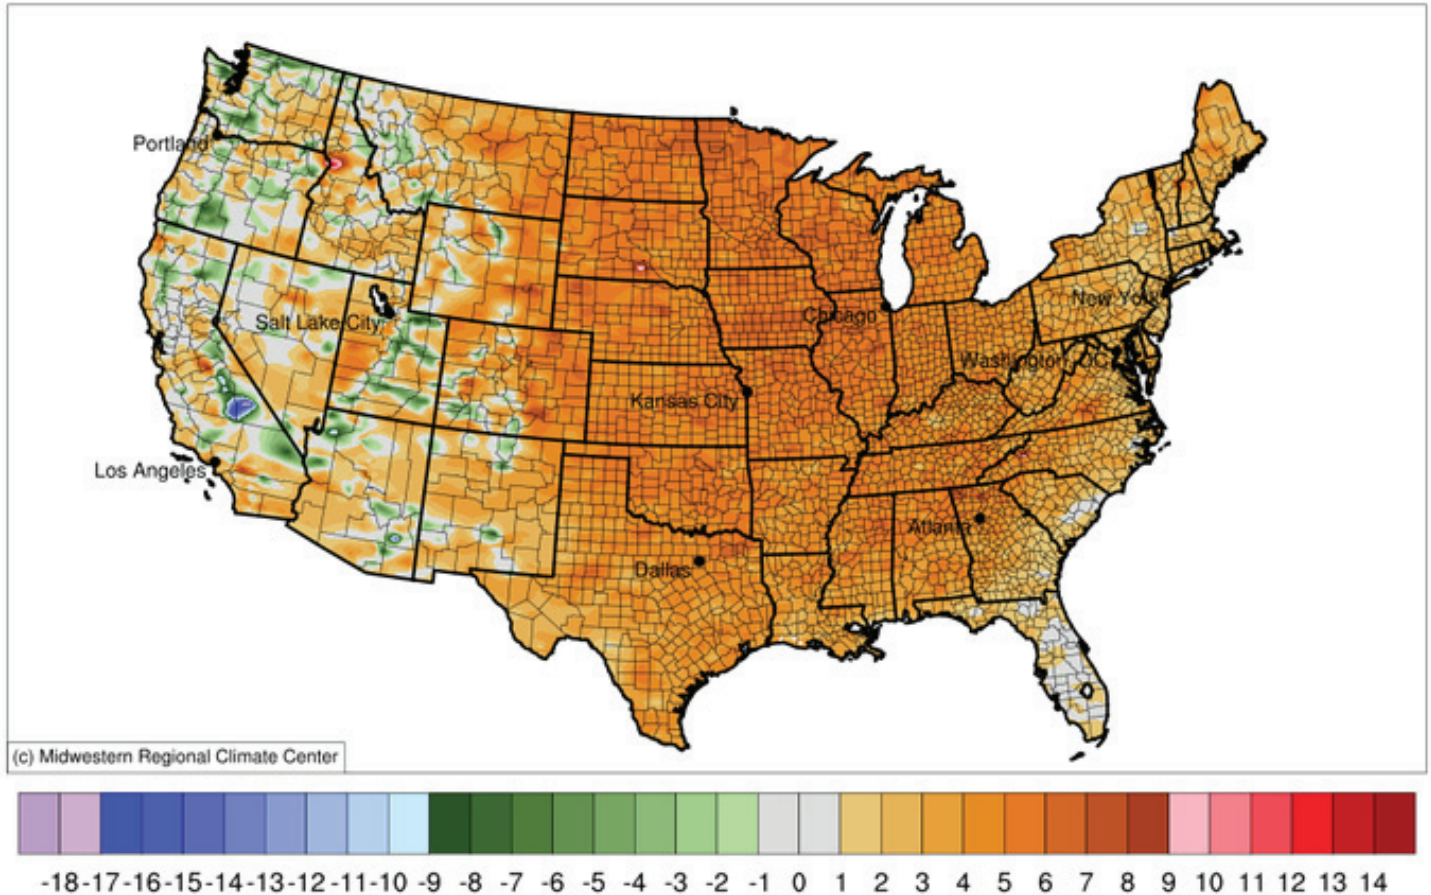 Portland
Salt Lake City
Chicago
New York
Washington, DC
Kansas City
Los Angeles
Atlanta
Dallas
(c) Midwestern Regional Climate Center
-18 -17 -16 -15 -14 -13 -12 -11 -10 -9 -8 -7 -6 -5 -4 -3 -2 -1 0 1 2 3 4 5 6 7 8 9 10 11 12 13 14